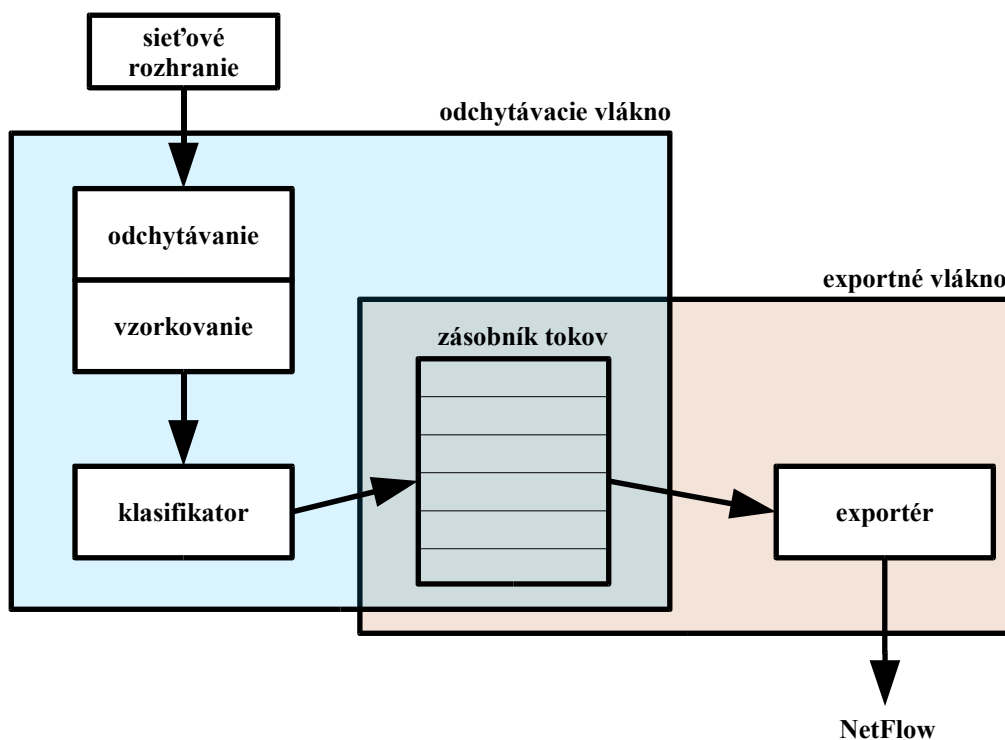 sieťové
rozhranie
odchytávacie vlákno
odchytávanie
exportné vlákno
vzorkovanie
zásobník tokov
klasifikator
exportér
NetFlow